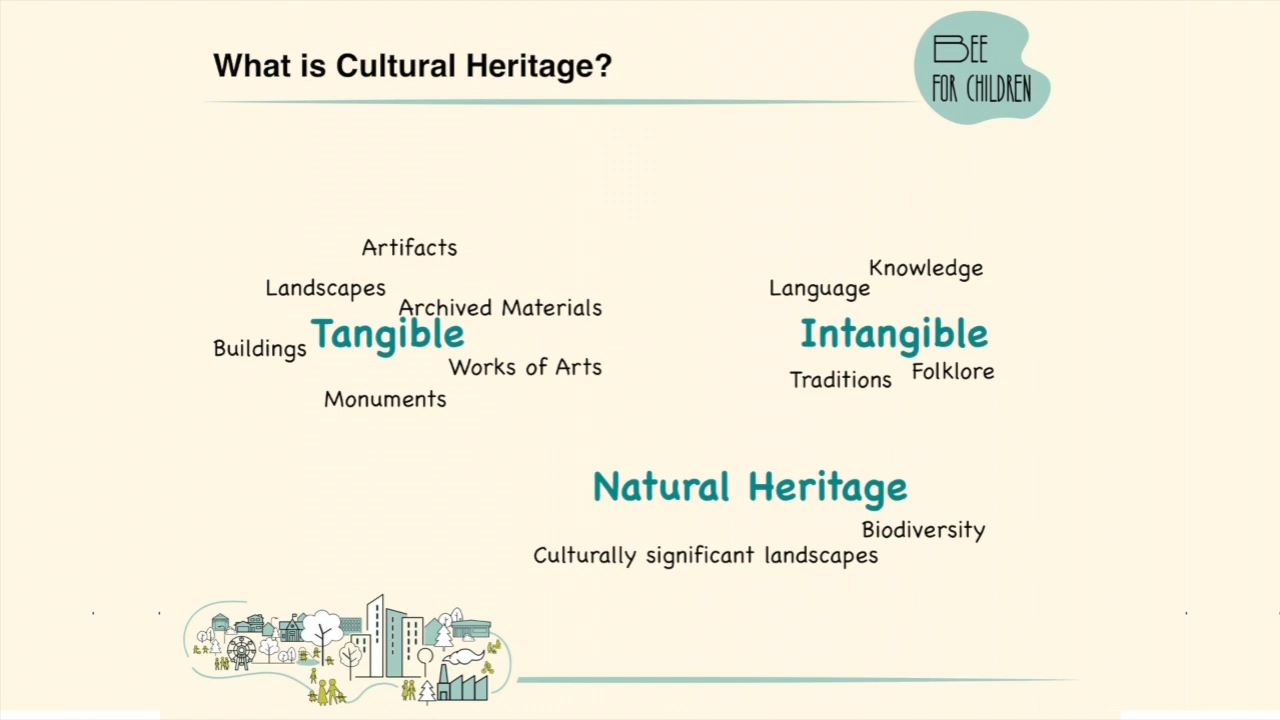 What is Cultural Heritage?
BEE
FOR CHILDREN
Artifacts
Landscapes
Archived Materials
Tangible
Buildings
Works of Arts
Monuments
Knowledge
Language
Intangible
Traditions
Folklore
Natural Heritage
Biodiversity
Culturally significant landscapes